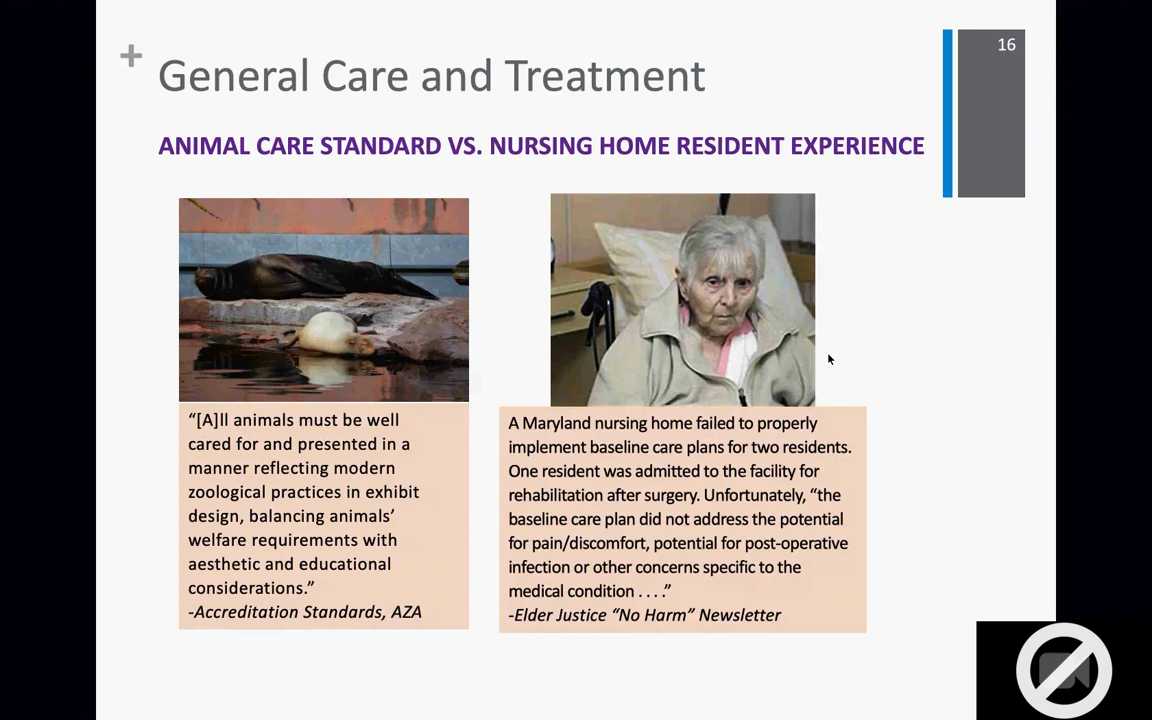 +
General Care and Treatment
16
ANIMAL CARE STANDARD VS. NURSING HOME RESIDENT EXPERIENCE
“[A]ll animals must be well
cared for and presented in a
manner reflecting modern
zoological practices in exhibit
design, balancing animals’
welfare requirements with
aesthetic and educational
considerations.”
-Accreditation Standards, AZA
A Maryland nursing home failed to properly
implement baseline care plans for two residents.
One resident was admitted to the facility for
rehabilitation after surgery. Unfortunately, “the
baseline care plan did not address the potential
for pain/discomfort, potential for post-operative
infection or other concerns specific to the
medical condition . . . .”
-Elder Justice “No Harm” Newsletter